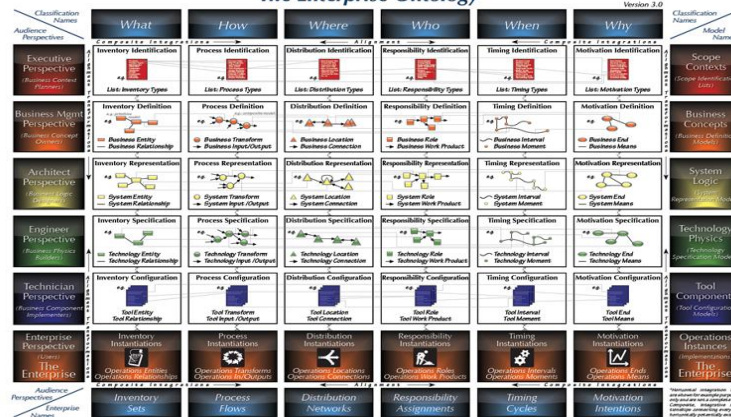 The Enterprise Ontology
Version 3.0
Classification Names
Audience Perspectives
What
How
Where
Who
When
Why
Classification Names
Model Names
Composite Integrations
Alignment
Composite Integrations
Executive Perspective
(Business Context Planners)
Inventory Identification
e.g.
List: Inventory Types
Process Identification
e.g.
List: Process Types
Distribution Identification
e.g.
List: Distribution Types
Responsibility Identification
e.g.
List: Responsibility Types
Timing Identification
e.g.
List: Timing Types
Motivation Identification
e.g.
List: Motivation Types
Scope Contexts
(Scope Identification Lists)
Business Mgmt Perspective
(Business Concept Owners)
Inventory Definition
e.g.
Business Entity
Business Relationship
Process Definition
e.g.
Business Transform
Business Input/Output
Distribution Definition
e.g.
Business Location
Business Connection
Responsibility Definition
e.g.
Business Role
Business Work Product
Timing Definition
e.g.
Business Interval
Business Moment
Motivation Definition
e.g.
Business End
Business Means
Business Concepts
(Business Definition Models)
Architect Perspective
(Business Logic
Inventory Representation
e.g.
System Entity
System Relationship
Process Representation
e.g.
System Transform
System Input/Output
Distribution Representation
e.g.
System Location
System Connection
Responsibility Representation
e.g.
System Role
System Work Product
Timing Representation
e.g.
System Interval
System Moment
Motivation Representation
e.g.
System End
System Means
System Logic
Engineer Perspective
(Business Physics Builders)
Inventory Specification
e.g.
Technology Entity
Technology Relationship
Process Specification
e.g.
Technology Transform
Technology Input/Output
Distribution Specification
e.g.
Technology Location
Technology Connection
Responsibility Specification
e.g.
Technology Role
Technology Work Product
Timing Specification
e.g.
Technology Interval
Technology Moment
Motivation Specification
e.g.
Technology End
Technology Means
Technology Physics
(Technology Specification Models)
Technician Perspective
(Business Component Implementers)
Inventory Configuration
e.g.
Tool Entity
Tool Relationship
Process Configuration
e.g.
Tool Transform
Tool Input/Output
Distribution Configuration
e.g.
Tool Location
Tool Connection
Responsibility Configuration
e.g.
Tool Role
Tool Work Product
Timing Configuration
e.g.
Tool Interval
Tool Moment
Motivation Configuration
e.g.
Tool End
Tool Means
Tool Components
(Tool Configuration Models)
Enterprise Perspective
(Users)
The Enterprise
Inventory Instantiations
Operations Entities
Operations Relationships
Process Instantiations
Operations Transforms
Operations In/Outputs
Distribution Instantiations
Operations Locations
Operations Connections
Responsibility Instantiations
Operations Roles
Operations Work Products
Timing Instantiations
Operations Intervals
Operations Moments
Motivation Instantiations
Operations Ends
Operations Means
Operations Instances
(Implementations)
The Enterprise
Composite Integrations
Alignment
Composite Integrations
Audience Perspectives
Enterprise Names
Inventory Sets
Process Flows
Distribution Networks
Responsibility Assignments
Timing Cycles
Motivation Intentions